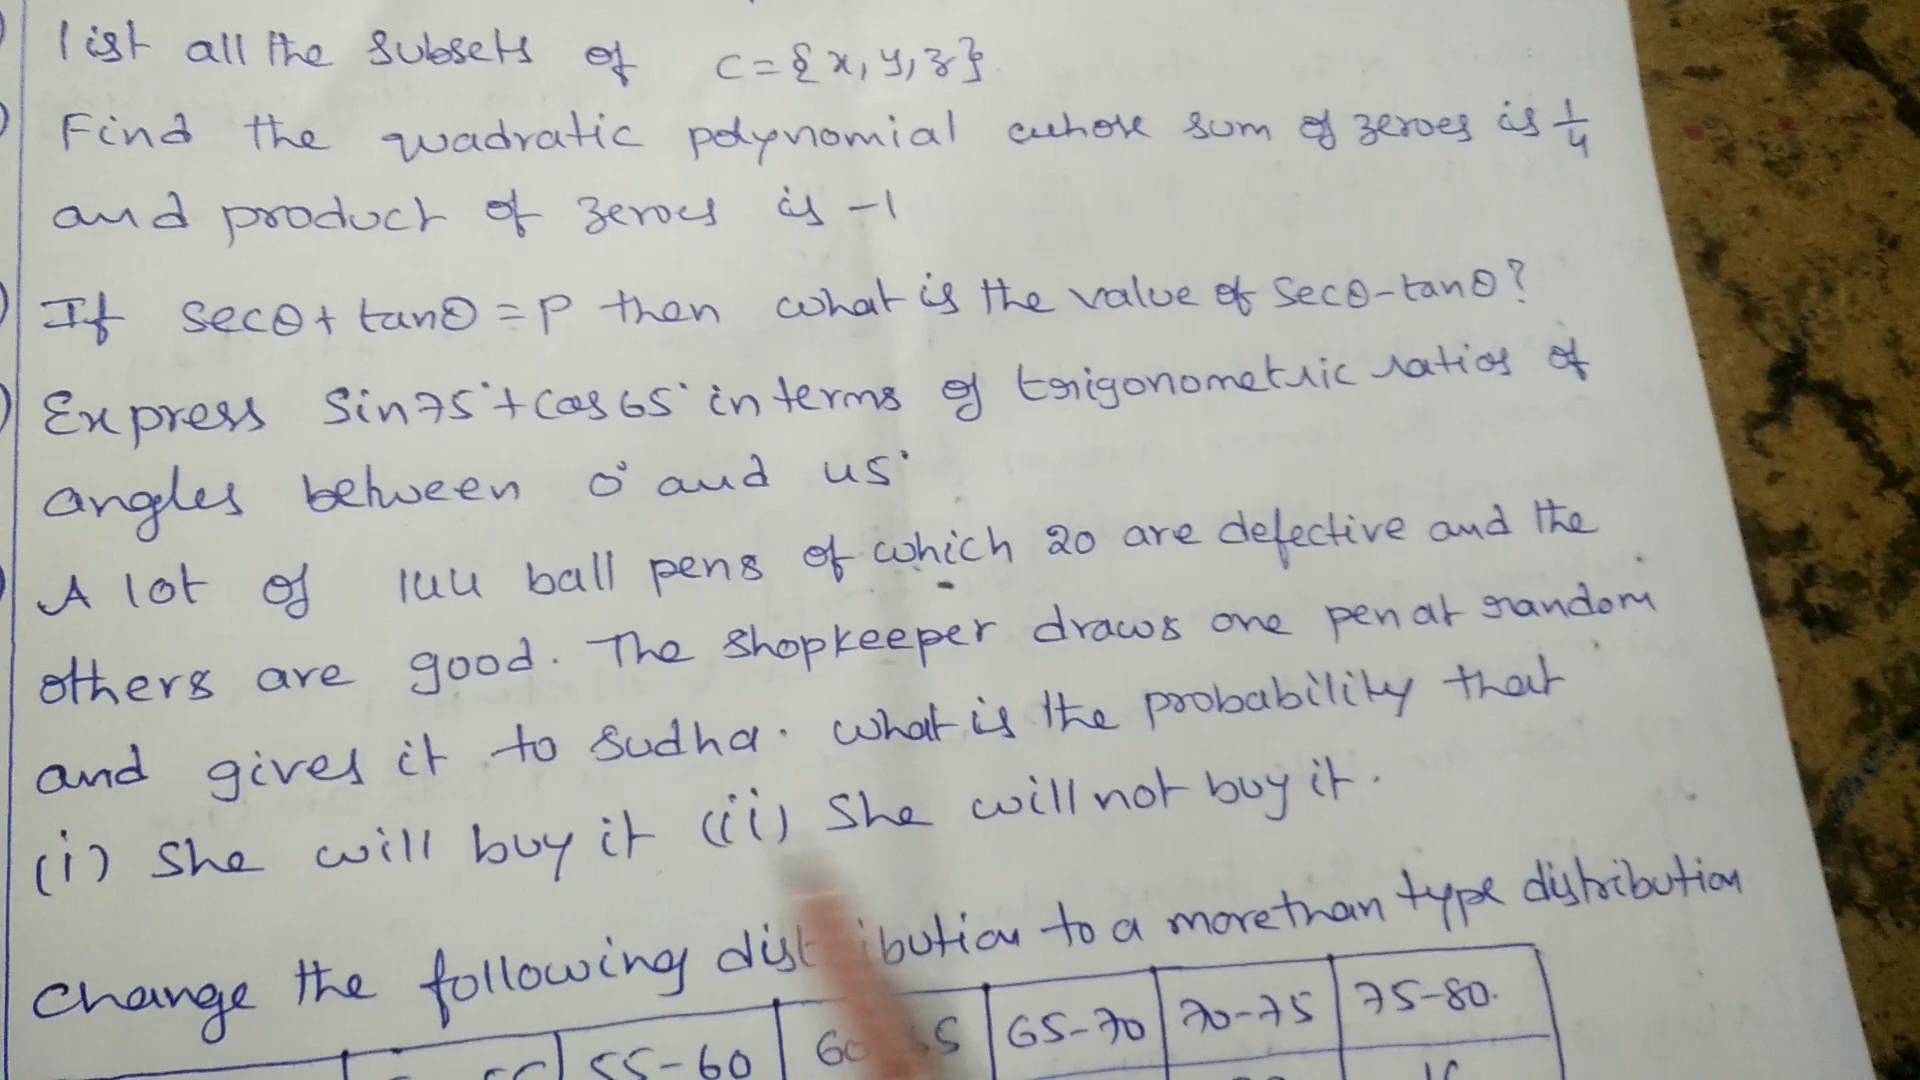 list all the subsets of C={x, y, z}
Find the quadratic polynomial whose sum of zeroes is 1/4
and product of zeroes is -1
If secθ + tanθ = P then what is the value of Secθ-tanθ?
Express Sin75°+Cos65° in terms of trigonometric ratios of
angles between 0° and 45°
A lot of 144 ball pens of which 20 are defective and the
others are good. The shopkeeper draws one pen at random
and gives it to Sudha. What is the probability that
(i) She will buy it (ii) She will not buy it.
Change the following distribution to a morethan type distribution
55-60 65-70 70-75 75-80.